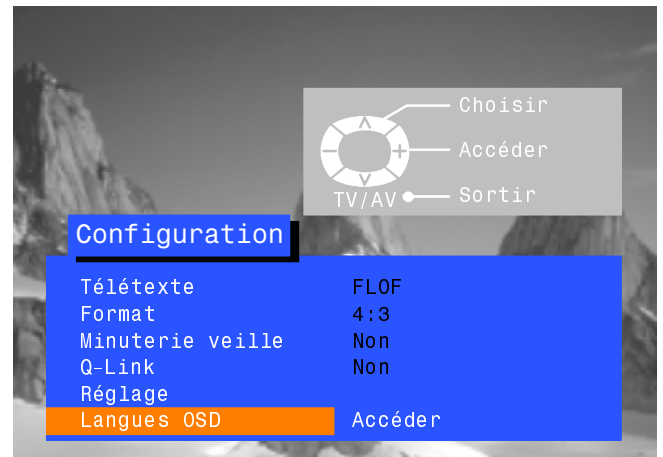 Choisir
Accéder
TV/AV Sortir
Configuration
Télétexte FLOF
Format 4:3
Minuterie veille Non
Q-Link Non
Réglage
Langues OSD Accéder